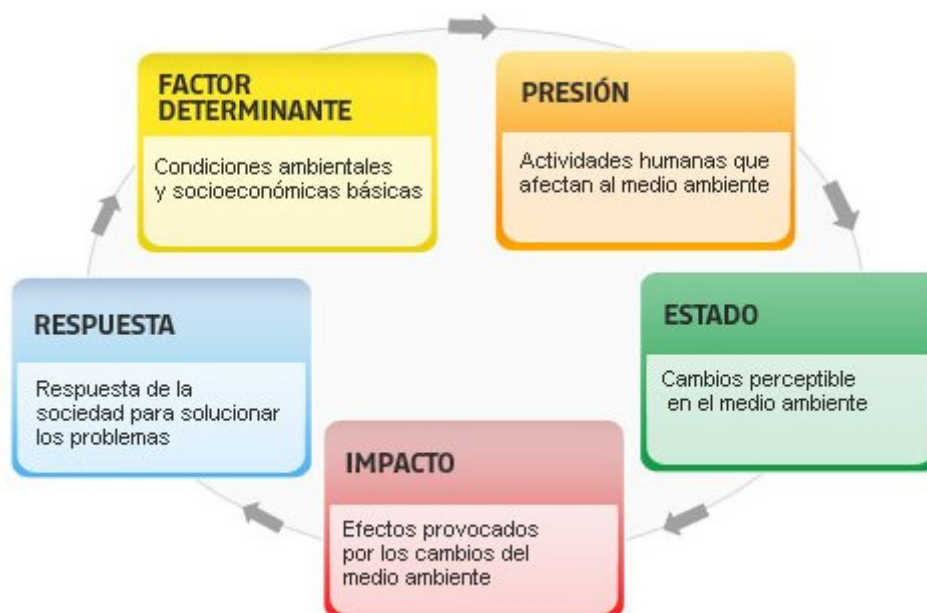 FACTOR
DETERMINANTE
Condiciones ambientales
y socioeconómicas básicas
PRESIÓN
Actividades humanas que
afectan al medio ambiente
ESTADO
Cambios perceptible
en el medio ambiente
IMPACTO
Efectos provocados
por los cambios del
medio ambiente
RESPUESTA
Respuesta de la
sociedad para solucionar
los problemas